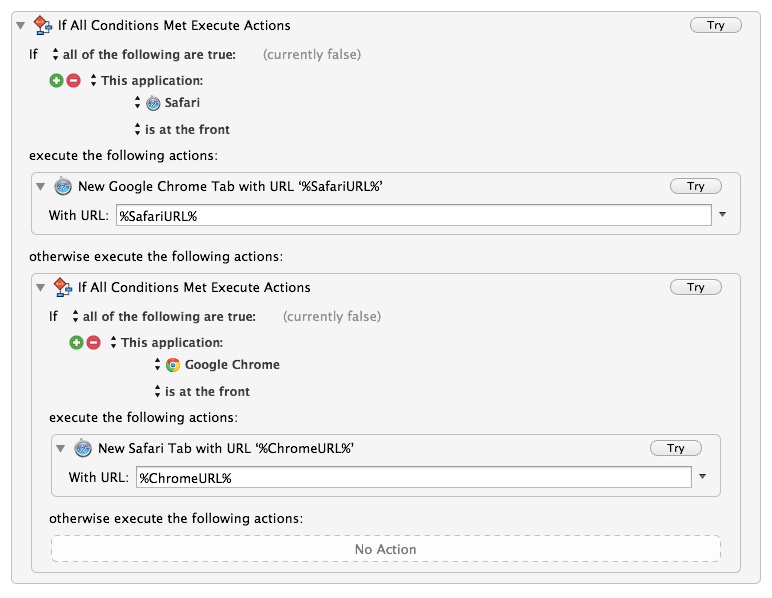 If All Conditions Met Execute Actions
Try
If all of the following are true: (currently false)
This application:
Safari
is at the front
execute the following actions:
New Google Chrome Tab with URL ‘%SafariURL%’
Try
With URL: %SafariURL%
otherwise execute the following actions:
If All Conditions Met Execute Actions
Try
If all of the following are true: (currently false)
This application:
Google Chrome
is at the front
execute the following actions:
New Safari Tab with URL ‘%ChromeURL%’
Try
With URL: %ChromeURL%
otherwise execute the following actions:
No Action